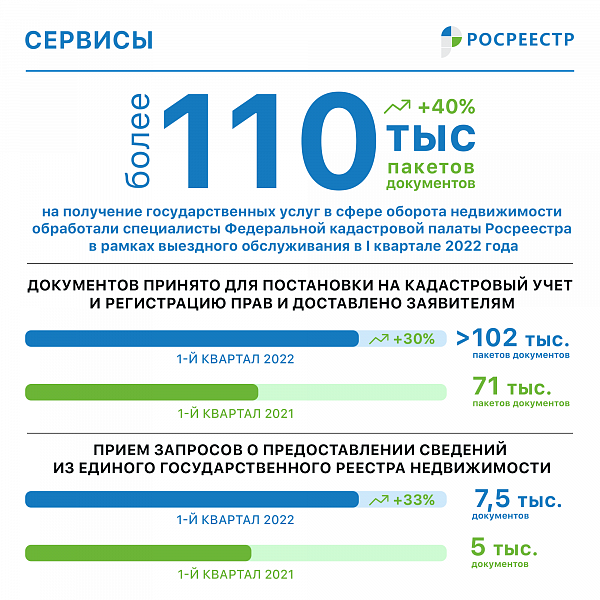 СЕРВИСЫ
РОСРЕЕСТР
более 110 ТЫС +40%
пакетов
документов
на получение государственных услуг в сфере оборота недвижимости
обработали специалисты Федеральной кадастровой палаты Росреестра
в рамках выездного обслуживания в I квартале 2022 года
ДОКУМЕНТОВ ПРИНЯТО ДЛЯ ПОСТАНОВКИ НА КАДАСТРОВЫЙ УЧЕТ
И РЕГИСТРАЦИЮ ПРАВ И ДОСТАВЛЕНО ЗАЯВИТЕЛЯМ
+30% >102 тыс.
пакетов документов
1-Й КВАРТАЛ 2022
71 тыс.
пакетов документов
1-Й КВАРТАЛ 2021
ПРИЕМ ЗАПРОСОВ О ПРЕДОСТАВЛЕНИИ СВЕДЕНИЙ
ИЗ ЕДИНОГО ГОСУДАРСТВЕННОГО РЕЕСТРА НЕДВИЖИМОСТИ
+33% 7,5 тыс.
документов
1-Й КВАРТАЛ 2022
5 тыс.
документов
1-Й КВАРТАЛ 2021